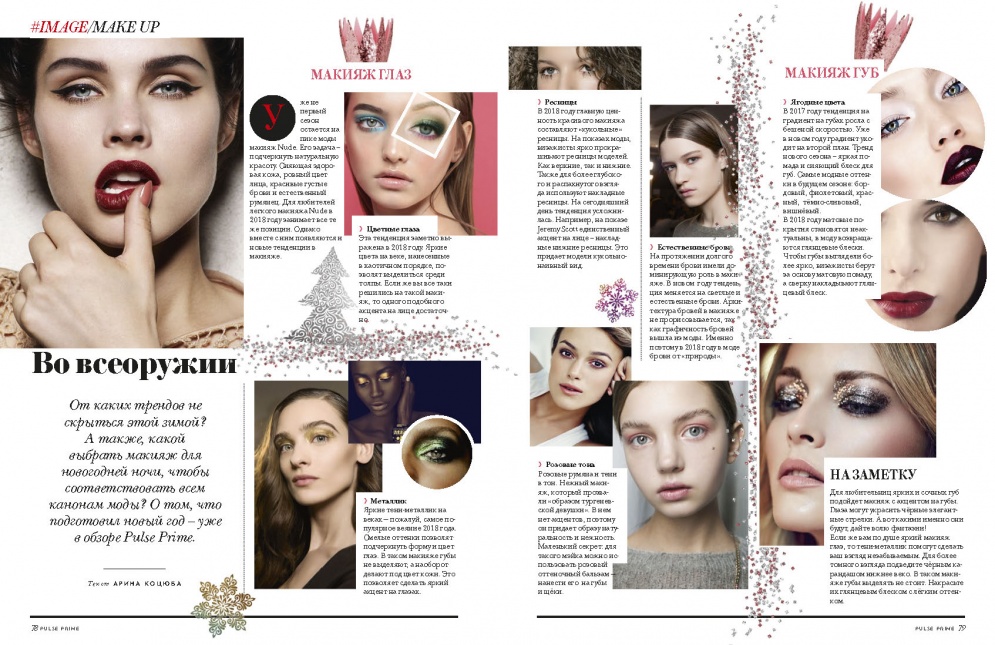 #IMAGE/MAKE UP
Во всеоружии
От каких трендов не
скрыться этой зимой?
А также, какой
выбрать макияж для
новогодней ночи, чтобы
соответствовать всем
канонам моды? О том, что
подготовил новый год – уже
в обзоре Pulse Prime.
Текст АРИНА КОЦЮБА
МАКИЯЖ ГЛАЗ
У
же не
первый
сезон
остается на
пике моды
макияж Nude. Его задача –
подчеркнуть натуральную
красоту. Сияющая здоро-
вая кожа, ровный цвет
лица, красивые густые
брови и естественный
румянец. Для любителей
легкого макияжа Nude в
2018 году занимает все те
же позиции. Однако
вместе с ним появляются и
новые тенденции в
макияже.
Цветные глаза
Эта тенденция заметно вы-
ражена в 2018 году. Яркие
цвета на веке, нанесенные
в хаотичном порядке, по-
зволят выделиться среди
толпы. Если же вы все таки
решились на такой маки-
яж, то одного подобного
акцента на лице достаточ-
но.
Металлик
Яркие тени-металлик на
веках – пожалуй, самое по-
пулярное веяние 2018 года.
Смелые оттенки позволят
подчеркнуть форму и цвет
глаз. В таком макияже губы
не выделяют, а наоборот
делают под цвет кожи. Это
позволяет сделать яркий
акцент на глазах.
78 PULSE PRIME
Ресницы
В 2018 году главную цен-
ность красивого макияжа
составляют «кукольные»
ресницы. На показах моды,
визажисты ярко прокра-
шивают ресницы моделей.
Как верхние, так и нижние.
Также для более глубоко-
го и распахнутого взгля-
да используют накладные
ресницы. На сегодняшний
день тенденция усложни-
лась. Например, на показе
Jeremy Scott единственный
акцент на лице – наклад-
ные нижние ресницы. Это
придает модели кукольно-
наивный вид.
Естественные брови
На протяжении долгого
времени брови имели до-
минирующую роль в маки-
яже. В новом году тенден-
ция меняется на светлые и
естественные брови. Архи-
тектура бровей в макияже
не прорисовывается, так
как графичность бровей
вышла из моды. Именно
поэтому в 2018 году в моде
брови от «природы».
Розовые тона
Розовые румяна и тени
в тон. Нежный маки-
яж, который прозва-
ли «образом тургенев-
ской девушки». В нем
нет акцентов, поэтому
он придает образу нату-
ральность и нежность.
Маленький секрет: для
такого мэйка можно ис-
пользовать розовый
оттеночный бальзам –
нанести его на губы
и щёки.
МАКИЯЖ ГУБ
Ягодные цвета
В 2017 году тенденция на
градиент на губах росла с
бешеной скоростью. Уже
в новом году градиент ухо-
дит на второй план. Тренд
нового сезона – яркая по-
мада и сияющий блеск для
губ. Самые модные оттен-
ки в будущем сезоне: бор-
довый, фиолетовый, крас-
ный, тёмно-сливовый,
вишнёвый.
В 2018 году матовые по-
крытия становятся неак-
туальны, в моду возвраща-
ются глянцевые блески.
Чтобы губы выглядели бо-
лее ярко, визажисты берут
за основу матовую помаду,
а сверху накладывают глян-
цевый блеск.
НА ЗАМЕТКУ
Для любительниц ярких и сочных губ
подойдет макияж с акцентом на губы.
Глаза могут украсить чёрные элегант-
ные стрелки. А вот какими именно они
будут, дайте волю фантазии!
Если же вам по душе яркий макияж
глаз, то тени-металлик помогут сделать
ваш взгляд незабываемым. Для более
томного взгляда подведите чёрным ка-
рандашом нижнее веко. В таком маки-
яже губы выделять не стоит. Накрасьте
их глянцевым блеском с лёгким оттен-
ком.
PULSE PRIME 79